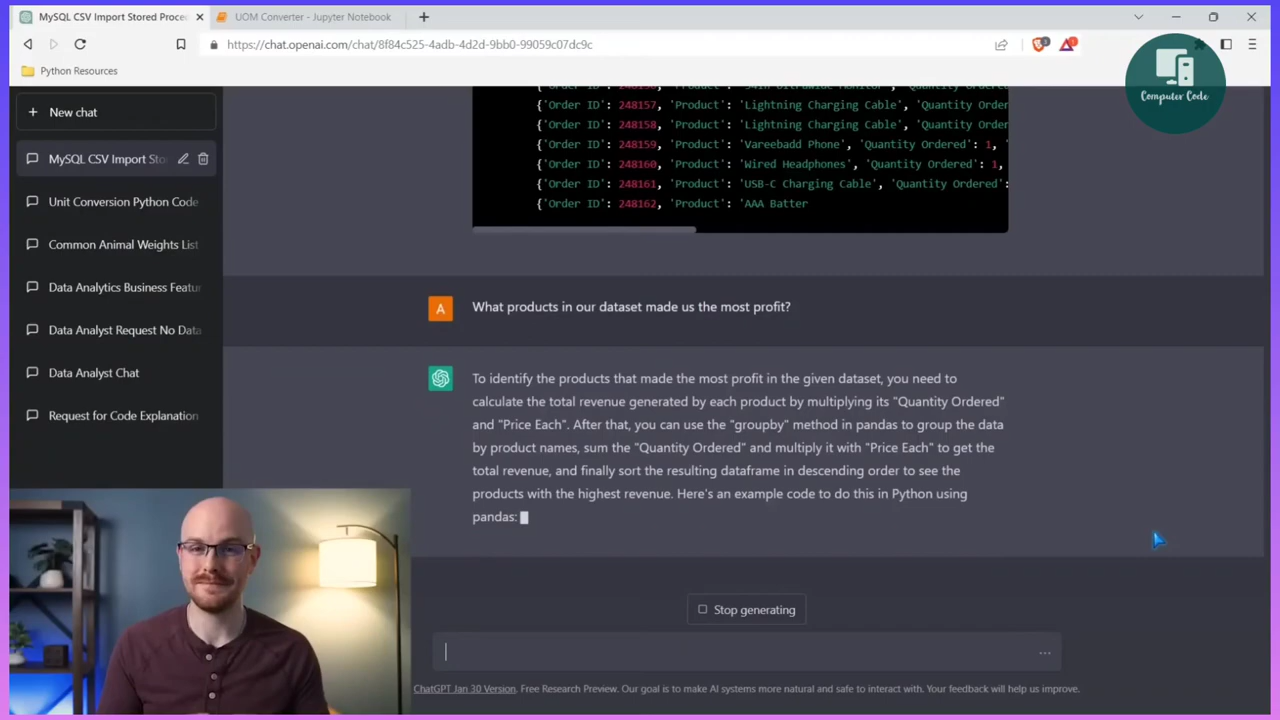 MySQL CSV Import Stored Proce
UOM Converter - Jupyter Notebook
https://chat.openai.com/chat/8f84c525-4adb-4d2d-9bb0-99059c07dc9c
Python Resources
Computer Code
New chat
MySQL CSV Import Sto
Unit Conversion Python Code
Common Animal Weights List
Data Analytics Business Featu
Data Analyst Request No Data
Data Analyst Chat
Request for Code Explanation
{'Order ID': 248157, 'Product': 'Lightning Charging Cable', 'Quantity Order
{'Order ID': 248158, 'Product': 'Lightning Charging Cable', 'Quantity Order
{'Order ID': 248159, 'Product': 'Vareebadd Phone', 'Quantity Ordered': 1, '
{'Order ID': 248160, 'Product': 'Wired Headphones', 'Quantity Ordered': 1,
{'Order ID': 248161, 'Product': 'USB-C Charging Cable', 'Quantity Ordered':
{'Order ID': 248162, 'Product': 'AAA Batter
A
What products in our dataset made us the most profit?
To identify the products that made the most profit in the given dataset, you need to
calculate the total revenue generated by each product by multiplying its "Quantity Ordered"
and "Price Each". After that, you can use the "groupby" method in pandas to group the data
by product names, sum the "Quantity Ordered" and multiply it with "Price Each" to get the
total revenue, and finally sort the resulting dataframe in descending order to see the
products with the highest revenue. Here's an example code to do this in Python using
pandas:
Stop generating
ChatGPT Jan 30 Version. Free Research Preview. Our goal is to make AI systems more natural and safe to interact with. Your feedback will help us improve.